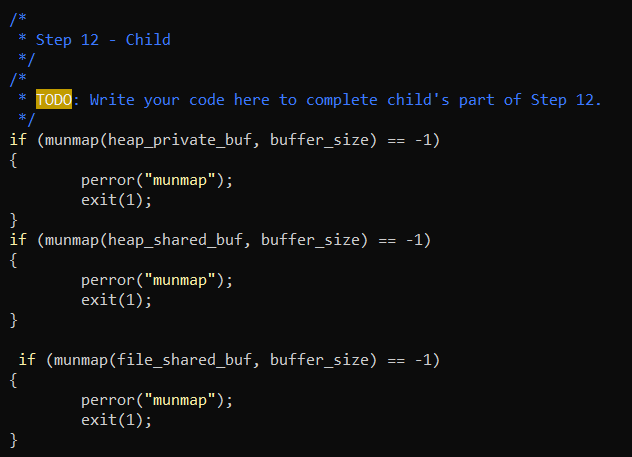 /*
 * Step 12 - Child
 */
/*
 * TODO: Write your code here to complete child's part of Step 12.
 */
if (munmap(heap_private_buf, buffer_size) == -1)
{
        perror("munmap");
        exit(1);
}
if (munmap(heap_shared_buf, buffer_size) == -1)
{
        perror("munmap");
        exit(1);
}

 if (munmap(file_shared_buf, buffer_size) == -1)
{
        perror("munmap");
        exit(1);
}